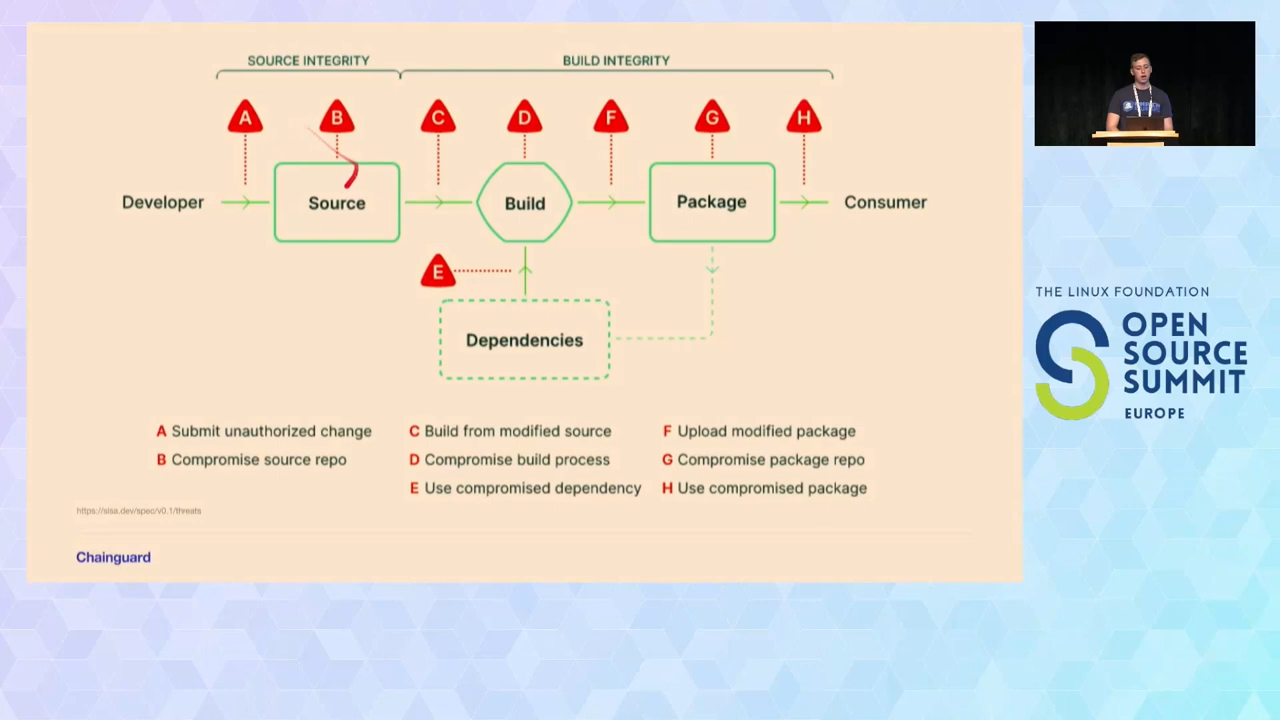 SOURCE INTEGRITY
BUILD INTEGRITY
A
B
C
D
F
G
H
Developer
Source
Build
Package
Consumer
E
Dependencies
A Submit unauthorized change
B Compromise source repo
C Build from modified source
D Compromise build process
E Use compromised dependency
F Upload modified package
G Compromise package repo
H Use compromised package
https://slsa.dev/spec/v0.1/threats
Chainguard
THE LINUX FOUNDATION
OPEN
SOURCE
SUMMIT
EUROPE